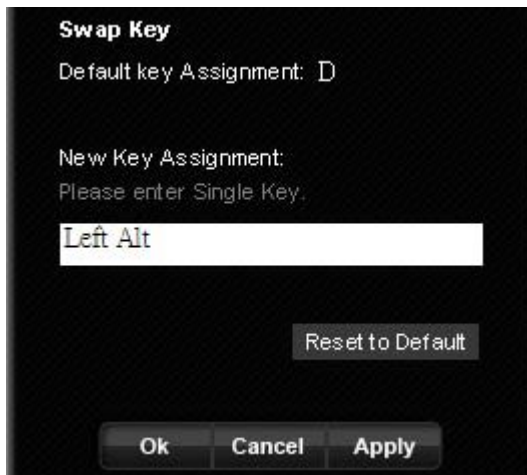 Swap Key
Default key Assignment: D
New Key Assignment:
Please enter Single Key.
Left Alt
Reset to Default
Ok Cancel Apply